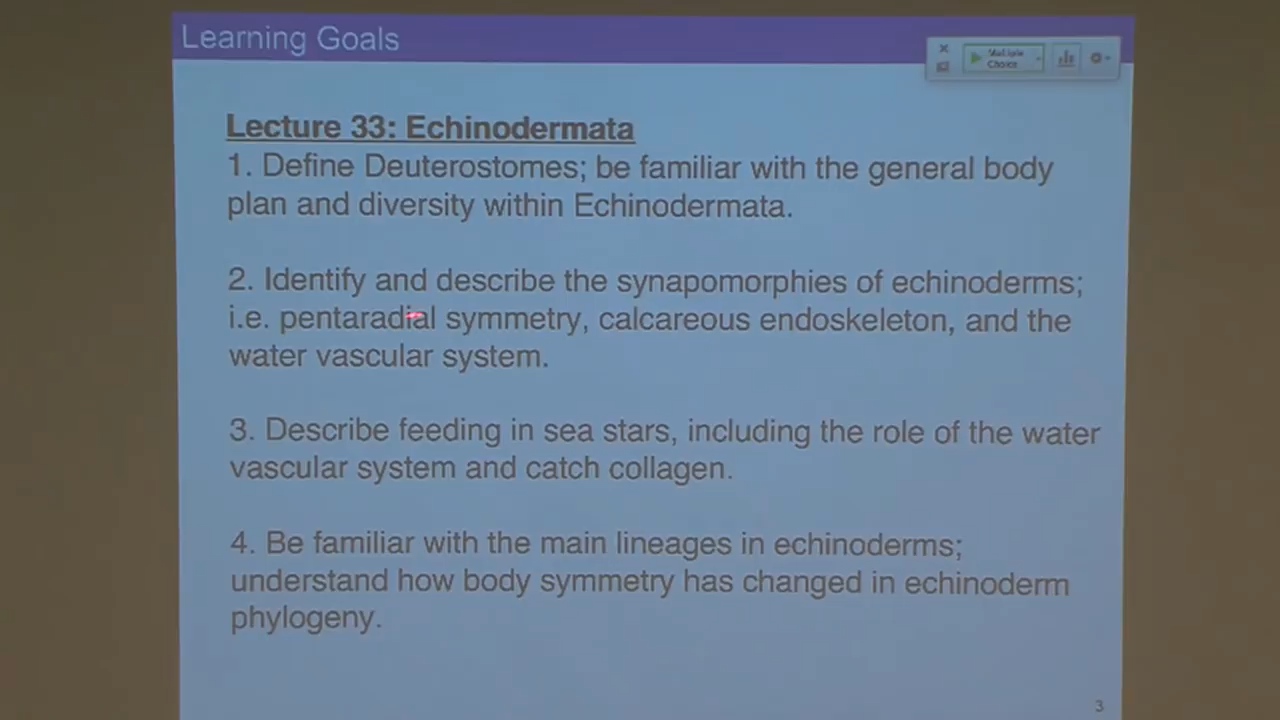 Learning Goals
Multiple
Choice
Lecture 33: Echinodermata
1. Define Deuterostomes; be familiar with the general body
plan and diversity within Echinodermata.
2. Identify and describe the synapomorphies of echinoderms;
i.e. pentaradial symmetry, calcareous endoskeleton, and the
water vascular system.
3. Describe feeding in sea stars, including the role of the water
vascular system and catch collagen.
4. Be familiar with the main lineages in echinoderms;
understand how body symmetry has changed in echinoderm
phylogeny.
3